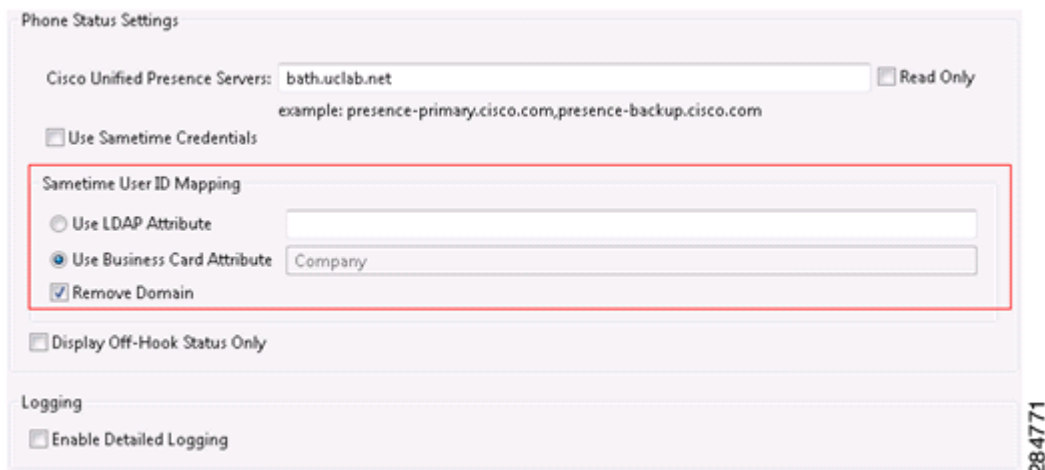 Phone Status Settings
Cisco Unified Presence Servers: bath.uclab.net Read Only
example: presence-primary.cisco.com,presence-backup.cisco.com
Use Sametime Credentials
Sametime User ID Mapping
Use LDAP Attribute
Use Business Card Attribute Company
Remove Domain
Display Off-Hook Status Only
Logging
Enable Detailed Logging
284771